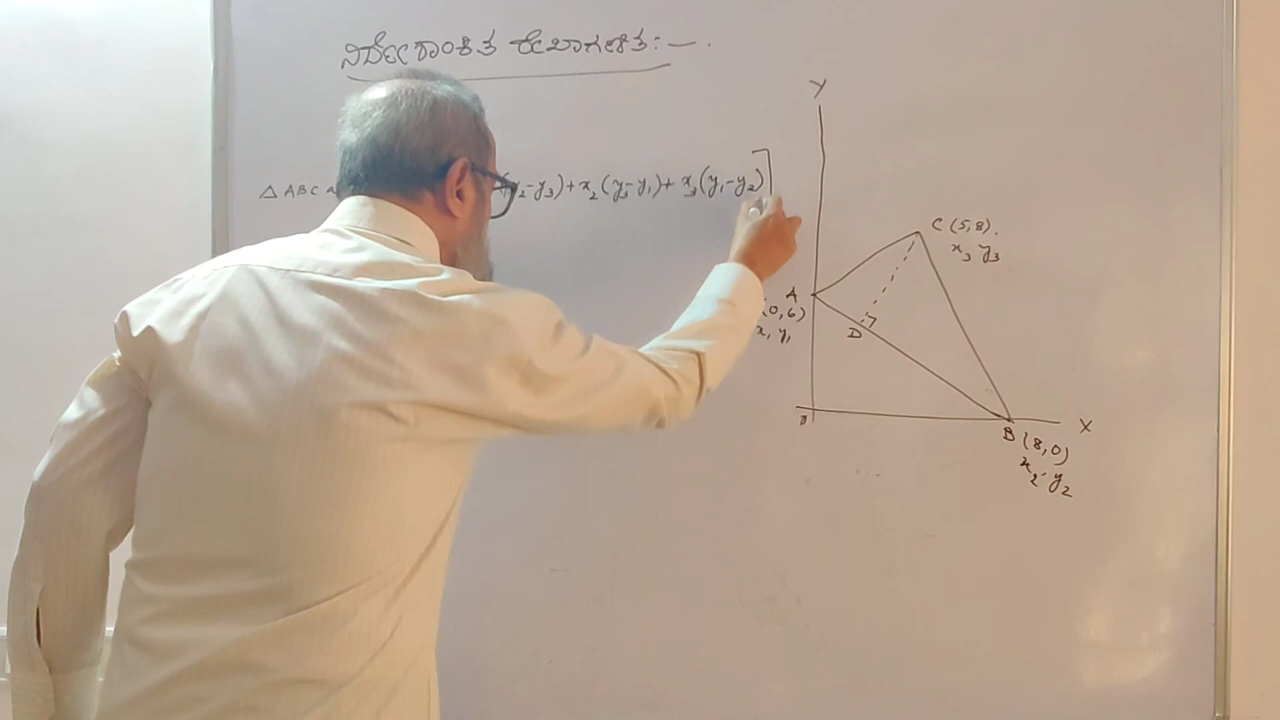 ನಿರ್ದೇಶಾಂಕಿತ ರೇಖಾಗಣಿತ:—.
△ ABC
y₂-y₃)+x₂(y₃-y₁)+x₃(y₁-y₂)]
Y
C (5,8).
x₃ y₃
A
(0,6)
x₁ y₁
D
X
B (8,0)
x₂ y₂